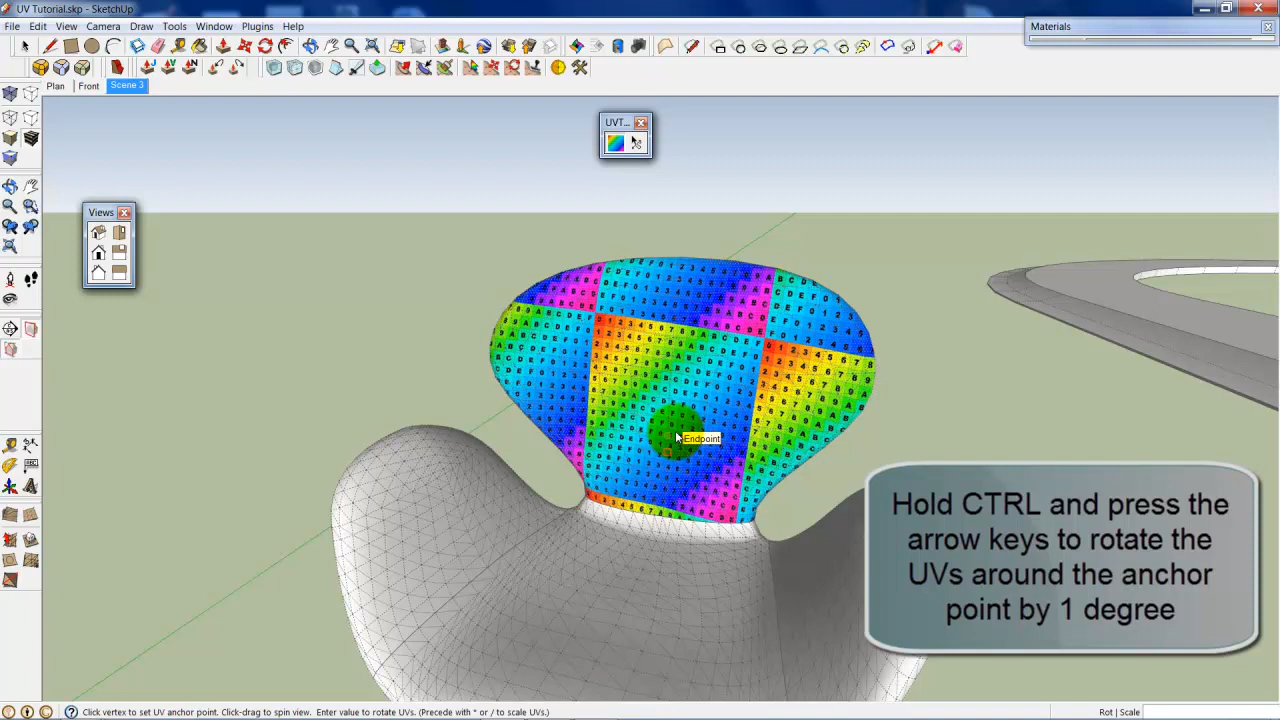 UV Tutorial.skp - SketchUp
File Edit View Camera Draw Tools Window Plugins Help
Materials
Plan Front Scene 3
UVT...
Views
Endpoint
Hold CTRL and press the
arrow keys to rotate the
UVs around the anchor
point by 1 degree
Click vertex to set UV anchor point. Click-drag to spin view. Enter value to rotate UVs. (Precede with * or / to scale UVs.)
Rot | Scale